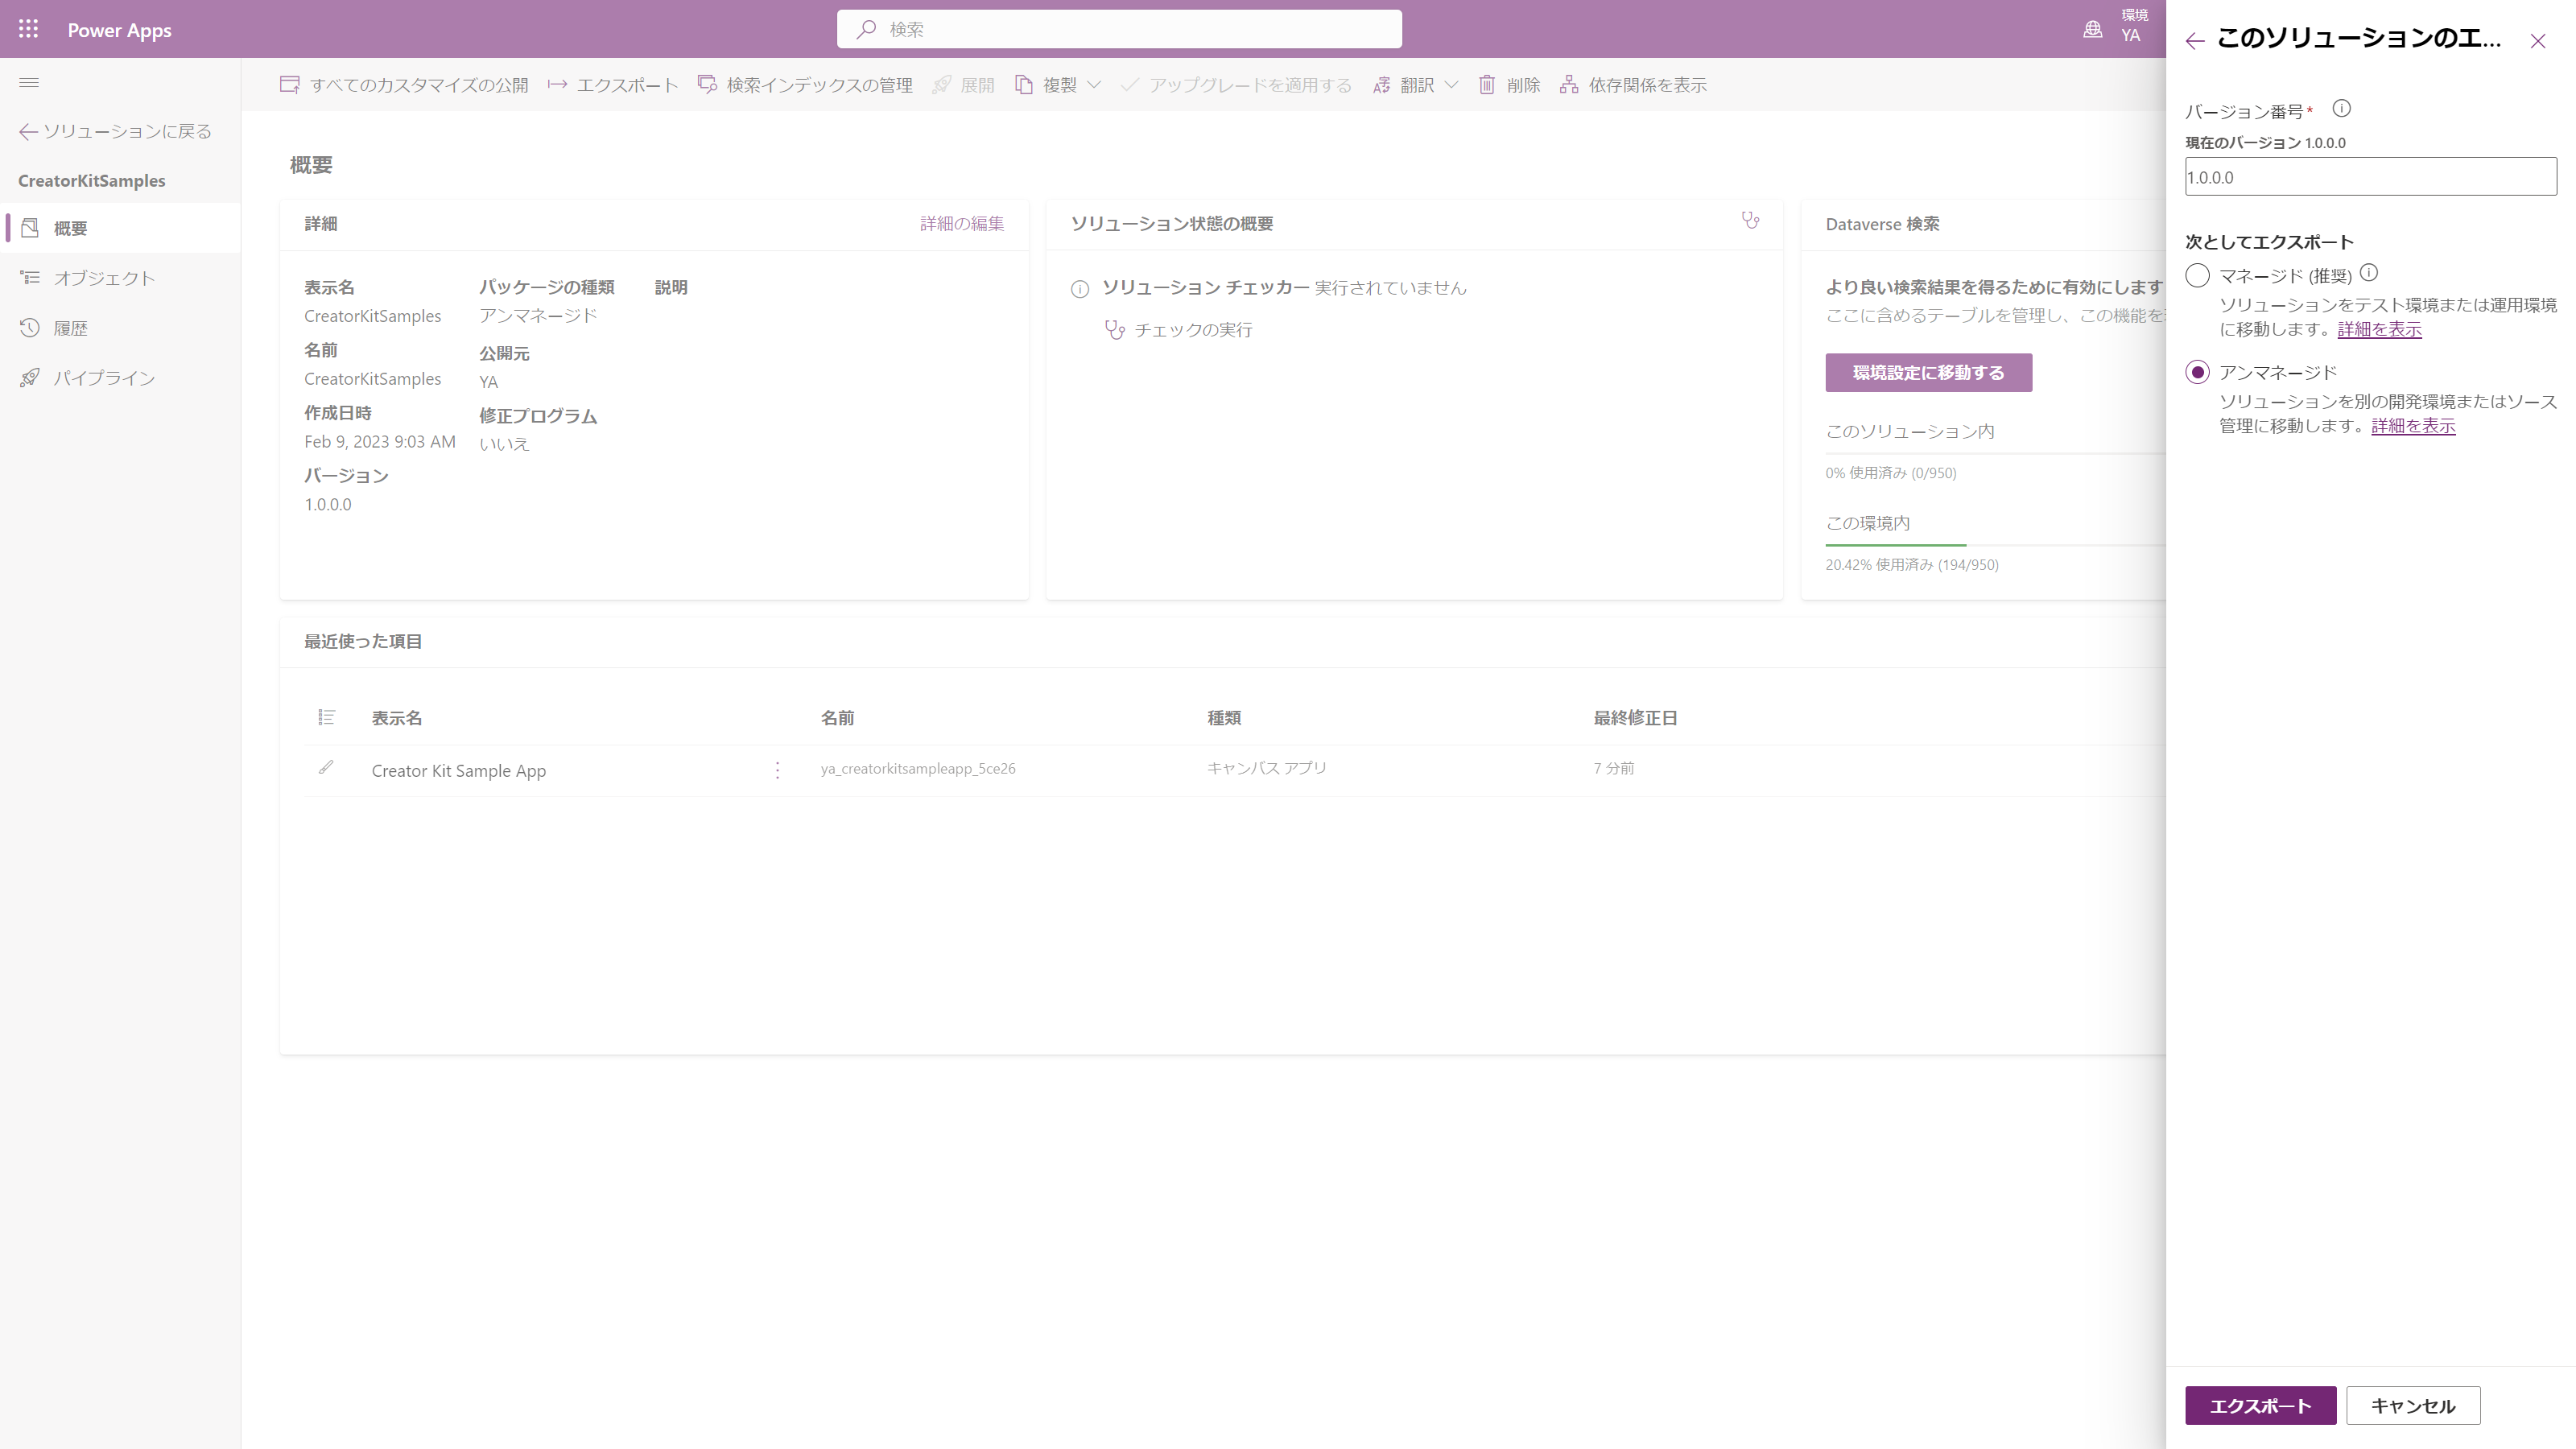 Power Apps
検索
環境
YA
ソリューションに戻る
CreatorKitSamples
概要
オブジェクト
履歴
パイプライン
すべてのカスタマイズの公開
エクスポート
検索インデックスの管理
展開
複製
アップグレードを適用する
翻訳
削除
依存関係を表示
概要
詳細
詳細の編集
表示名
CreatorKitSamples
名前
CreatorKitSamples
作成日時
Feb 9, 2023 9:03 AM
バージョン
1.0.0.0
パッケージの種類
アンマネージド
公開元
YA
修正プログラム
いいえ
説明
ソリューション状態の概要
ソリューション チェッカー 実行されていません
チェックの実行
Dataverse 検索
より良い検索結果を得るために有効にします
ここに含めるテーブルを管理し、この機能を
環境設定に移動する
このソリューション内
0% 使用済み (0/950)
この環境内
20.42% 使用済み (194/950)
最近使った項目
表示名 名前 種類 最終修正日
Creator Kit Sample App ya_creatorkitsampleapp_5ce26 キャンバス アプリ 7 分前
このソリューションのエ...
バージョン番号*
現在のバージョン 1.0.0.0
1.0.0.0
次としてエクスポート
マネージド (推奨)
ソリューションをテスト環境または運用環境
に移動します。詳細を表示
アンマネージド
ソリューションを別の開発環境またはソース
管理に移動します。詳細を表示
エクスポート
キャンセル